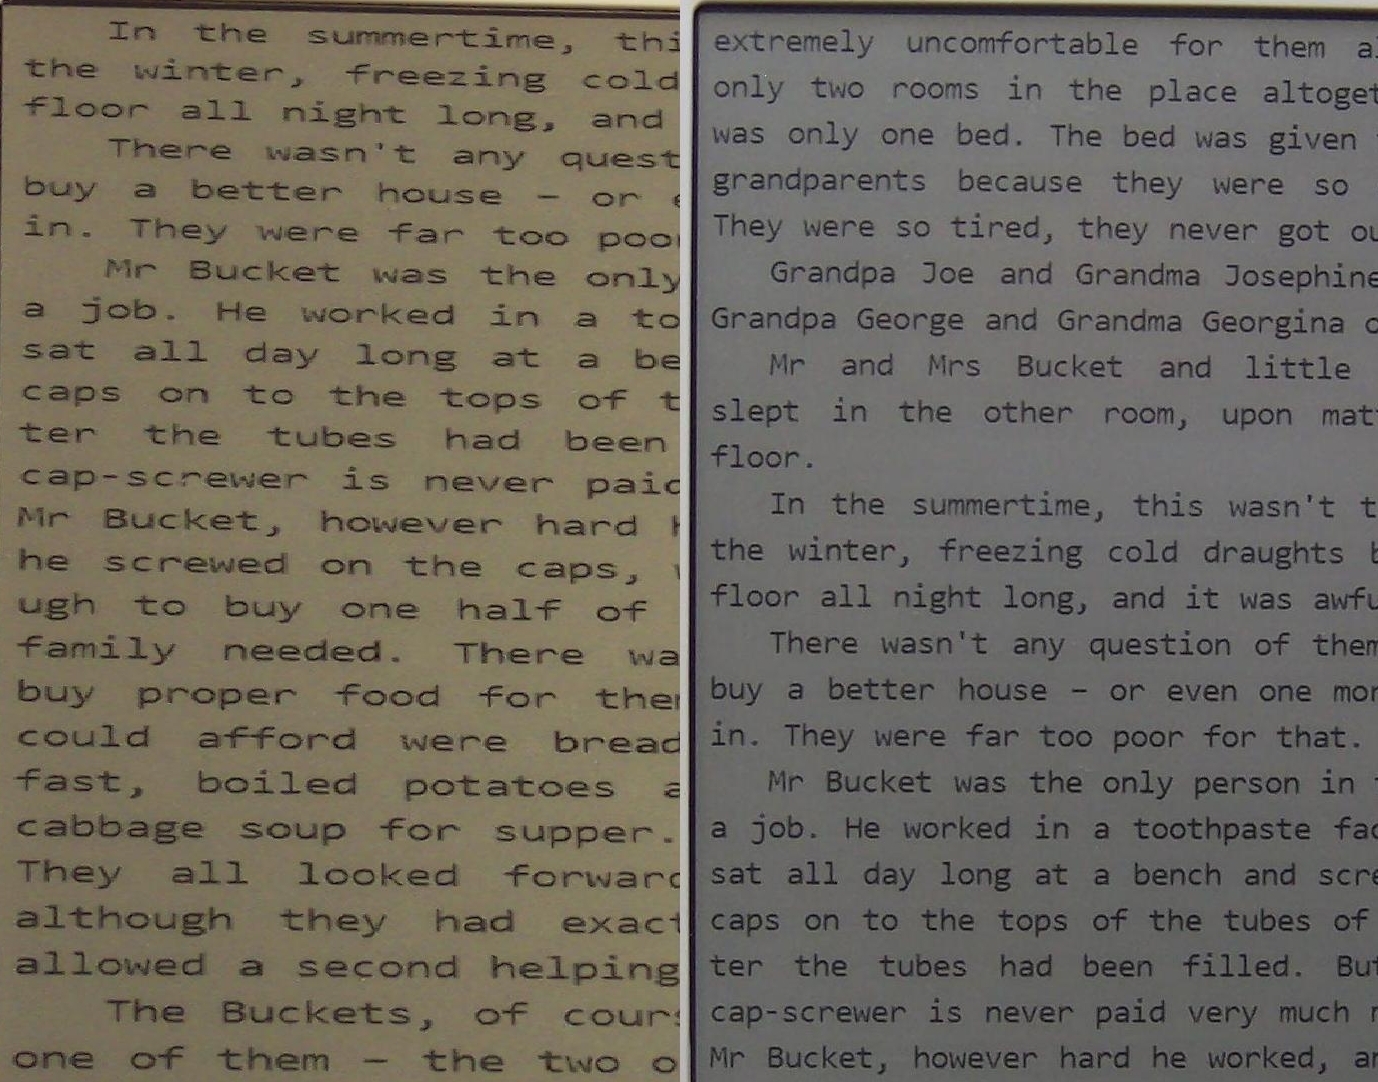 In the summertime, thi
the winter, freezing cold
floor all night long, and
There wasn't any quest
buy a better house – or
in. They were far too poo
Mr Bucket was the only
a job. He worked in a to
sat all day long at a be
caps on to the tops of t
ter the tubes had been
cap-screwer is never paid
Mr Bucket, however hard
he screwed on the caps,
ugh to buy one half of
family needed. There wa
buy proper food for the
could afford were bread
fast, boiled potatoes a
cabbage soup for supper.
They all looked forward
although they had exact
allowed a second helping
The Buckets, of cour
one of them – the two o
extremely uncomfortable for them a
only two rooms in the place altoget
was only one bed. The bed was given
grandparents because they were so
They were so tired, they never got ou
Grandpa Joe and Grandma Josephine
Grandpa George and Grandma Georgina o
Mr and Mrs Bucket and little
slept in the other room, upon mat
floor.
In the summertime, this wasn't t
the winter, freezing cold draughts b
floor all night long, and it was awfu
There wasn't any question of them
buy a better house – or even one mor
in. They were far too poor for that.
Mr Bucket was the only person in
a job. He worked in a toothpaste fac
sat all day long at a bench and scre
caps on to the tops of the tubes of
ter the tubes had been filled. But
cap-screwer is never paid very much
Mr Bucket, however hard he worked, a